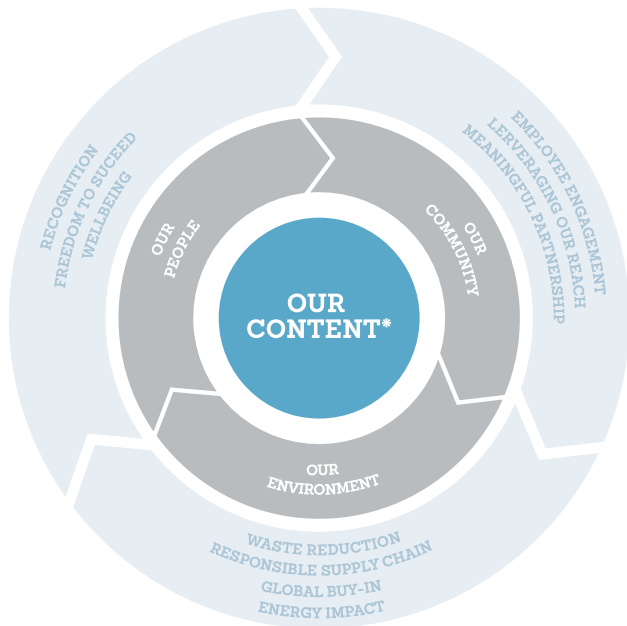 OUR
CONTENT*
OUR
PEOPLE
OUR
COMMUNITY
OUR
ENVIRONMENT
RECOGNITION
FREEDOM TO SUCEED
WELLBEING
EMPLOYEE ENGAGEMENT
LERVERAGING OUR REACH
MEANINGFUL PARTNERSHIP
WASTE REDUCTION
RESPONSIBLE SUPPLY CHAIN
GLOBAL BUY-IN
ENERGY IMPACT